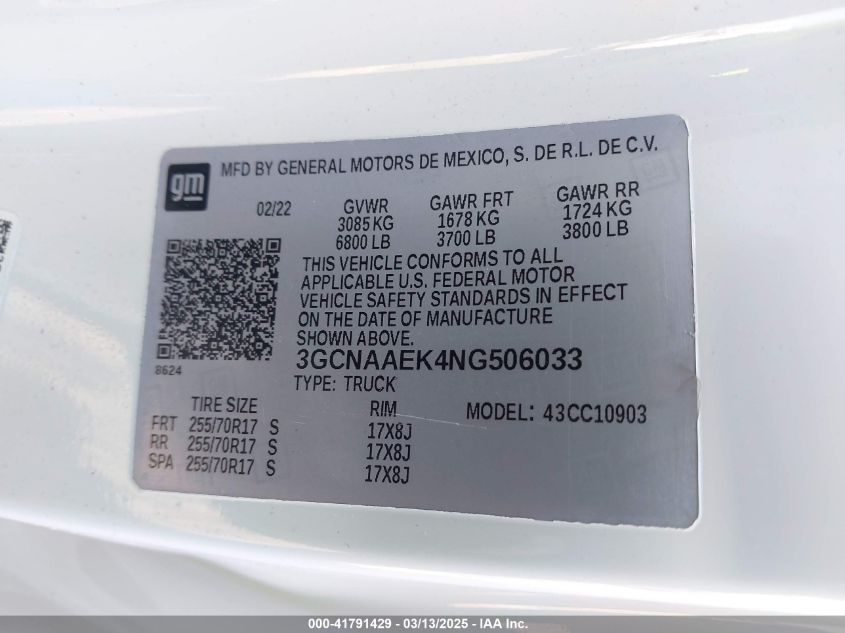 gm
MFD BY GENERAL MOTORS DE MEXICO, S. DE R.L. DE C.V.
02/22 GVWR GAWR FRT GAWR RR
3085 KG 1678 KG 1724 KG
6800 LB 3700 LB 3800 LB
THIS VEHICLE CONFORMS TO ALL
APPLICABLE U.S. FEDERAL MOTOR
VEHICLE SAFETY STANDARDS IN EFFECT
ON THE DATE OF MANUFACTURE
SHOWN ABOVE.
8624
3GCNAAEK4NG506033
TYPE: TRUCK
TIRE SIZE RIM MODEL: 43CC10903
FRT 255/70R17 S 17X8J
RR 255/70R17 S 17X8J
SPA 255/70R17 S 17X8J
000-41791429 - 03/13/2025 - IAA Inc.